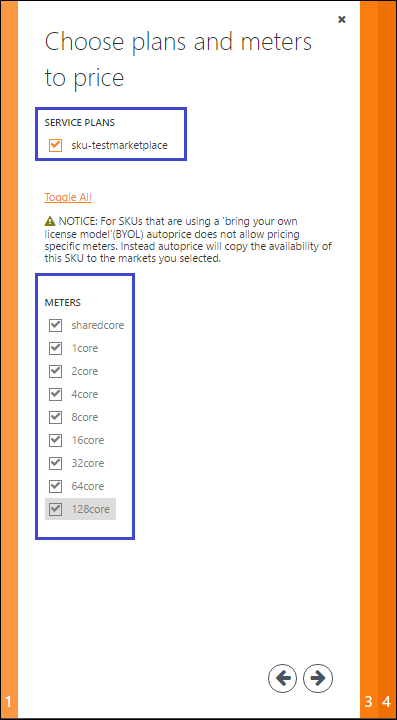 Choose plans and meters
to price
SERVICE PLANS
sku-testmarketplace
Toggle All
NOTICE: For SKUs that are using a 'bring your own
license model'(BYOL) autoprice does not allow pricing
specific meters. Instead autoprice will copy the availability of
this SKU to the markets you selected.
METERS
sharedcore
1core
2core
4core
8core
16core
32core
64core
128core
1
3 4